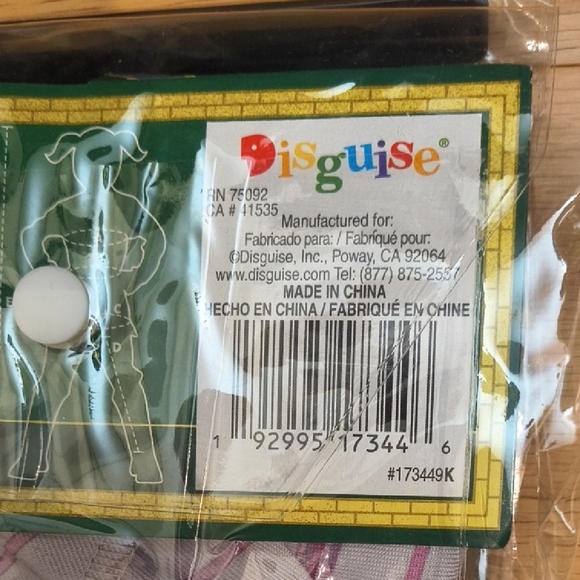 Disguise®
RN 75092
CA # 41535
Manufactured for:
Fabricado para: / Fabriqué pour:
©Disguise, Inc., Poway, CA 92064
www.disguise.com Tel: (877) 875-2557
MADE IN CHINA
HECHO EN CHINA / FABRIQUÉ EN CHINE
1 92995 17344 6
#173449K
E
C
D